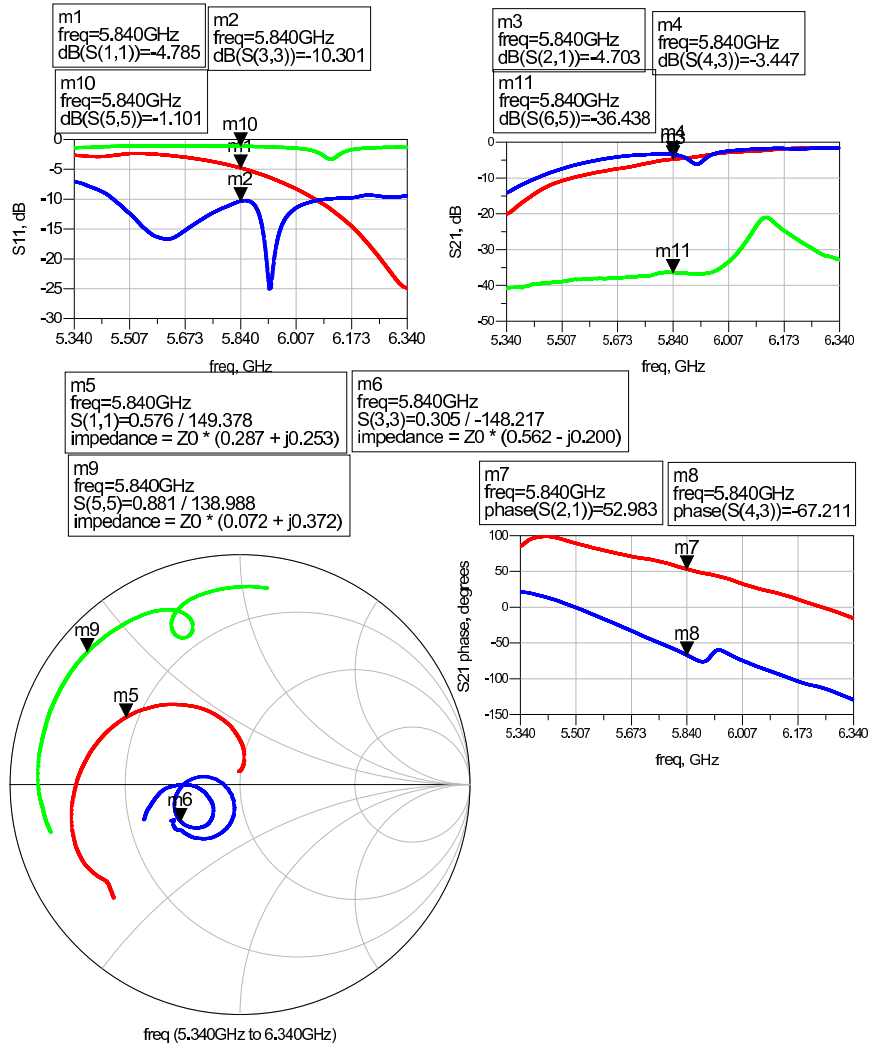 m1
freq=5.840GHz
dB(S(1,1))=-4.785
m2
freq=5.840GHz
dB(S(3,3))=-10.301
m10
freq=5.840GHz
dB(S(5,5))=-1.101
m10
m1
m2
0
-5
-10
-15
-20
-25
-30
S11, dB
5.340
5.507
5.673
5.840
6.007
6.173
6.340
freq, GHz
m3
freq=5.840GHz
dB(S(2,1))=-4.703
m4
freq=5.840GHz
dB(S(4,3))=-3.447
m11
freq=5.840GHz
dB(S(6,5))=-36.438
m4
m3
m11
0
-10
-20
-30
-40
-50
S21, dB
5.340
5.507
5.673
5.840
6.007
6.173
6.340
freq, GHz
m5
freq=5.840GHz
S(1,1)=0.576 / 149.378
impedance = Z0 * (0.287 + j0.253)
m6
freq=5.840GHz
S(3,3)=0.305 / -148.217
impedance = Z0 * (0.562 - j0.200)
m9
freq=5.840GHz
S(5,5)=0.881 / 138.988
impedance = Z0 * (0.072 + j0.372)
m9
m5
m6
freq (5.340GHz to 6.340GHz)
m7
freq=5.840GHz
phase(S(2,1))=52.983
m8
freq=5.840GHz
phase(S(4,3))=-67.211
m7
m8
100
50
0
-50
-100
-150
S21 phase, degrees
5.340
5.507
5.673
5.840
6.007
6.173
6.340
freq, GHz